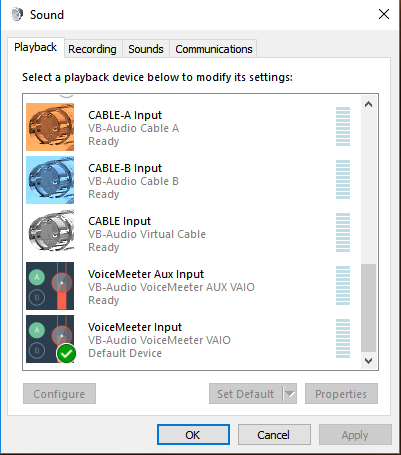 Sound
Playback Recording Sounds Communications
Select a playback device below to modify its settings:
CABLE-A Input
VB-Audio Cable A
Ready
CABLE-B Input
VB-Audio Cable B
Ready
CABLE Input
VB-Audio Virtual Cable
Ready
A
B
VoiceMeeter Aux Input
VB-Audio VoiceMeeter AUX VAIO
Ready
A
B
VoiceMeeter Input
VB-Audio VoiceMeeter VAIO
Default Device
Configure Set Default Properties
OK Cancel Apply